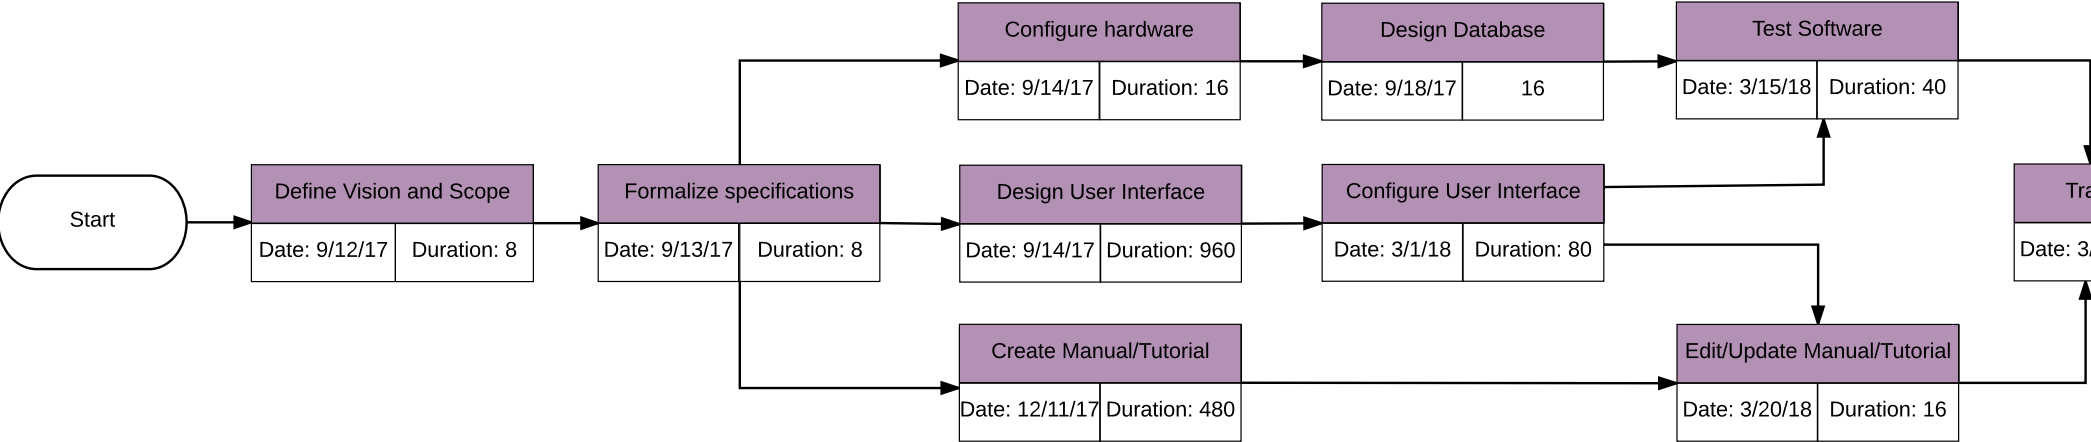 Start
Define Vision and Scope
Date: 9/12/17
Duration: 8
Formalize specifications
Date: 9/13/17
Duration: 8
Configure hardware
Date: 9/14/17
Duration: 16
Design Database
Date: 9/18/17
16
Test Software
Date: 3/15/18
Duration: 40
Design User Interface
Date: 9/14/17
Duration: 960
Configure User Interface
Date: 3/1/18
Duration: 80
Create Manual/Tutorial
Date: 12/11/17
Duration: 480
Edit/Update Manual/Tutorial
Date: 3/20/18
Duration: 16
Date: